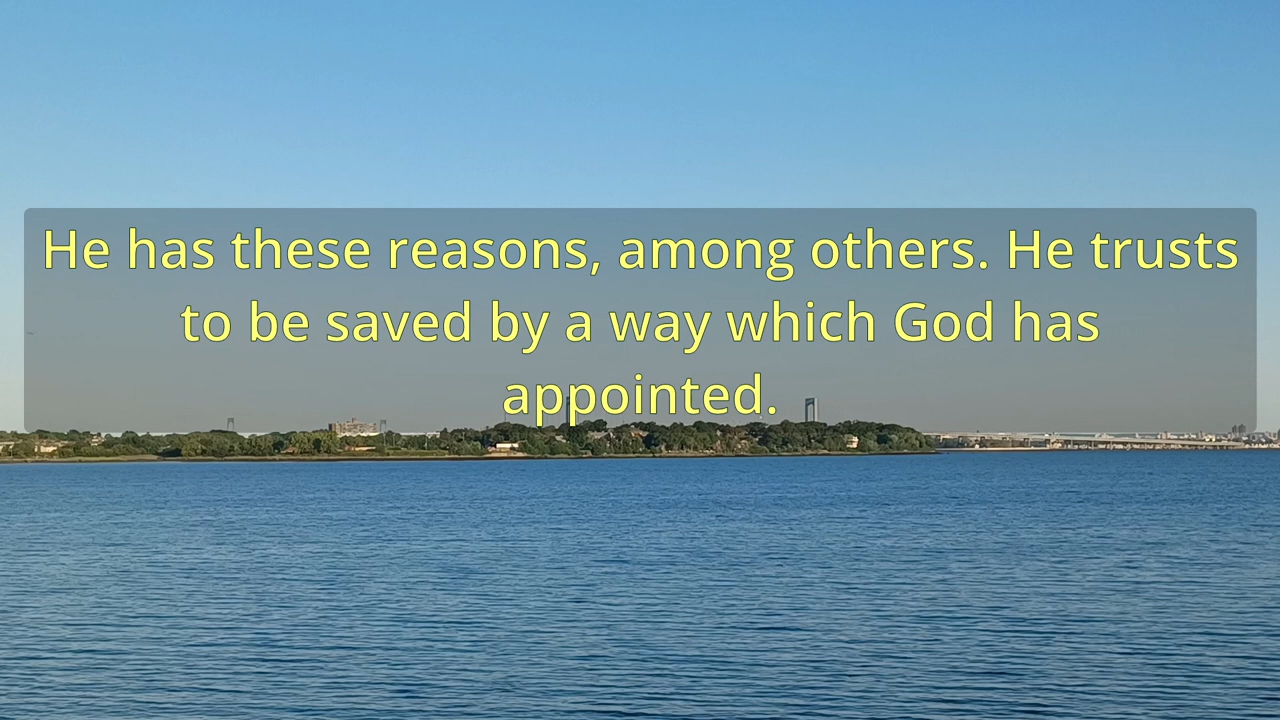 He has these reasons, among others. He trusts
to be saved by a way which God has
appointed.